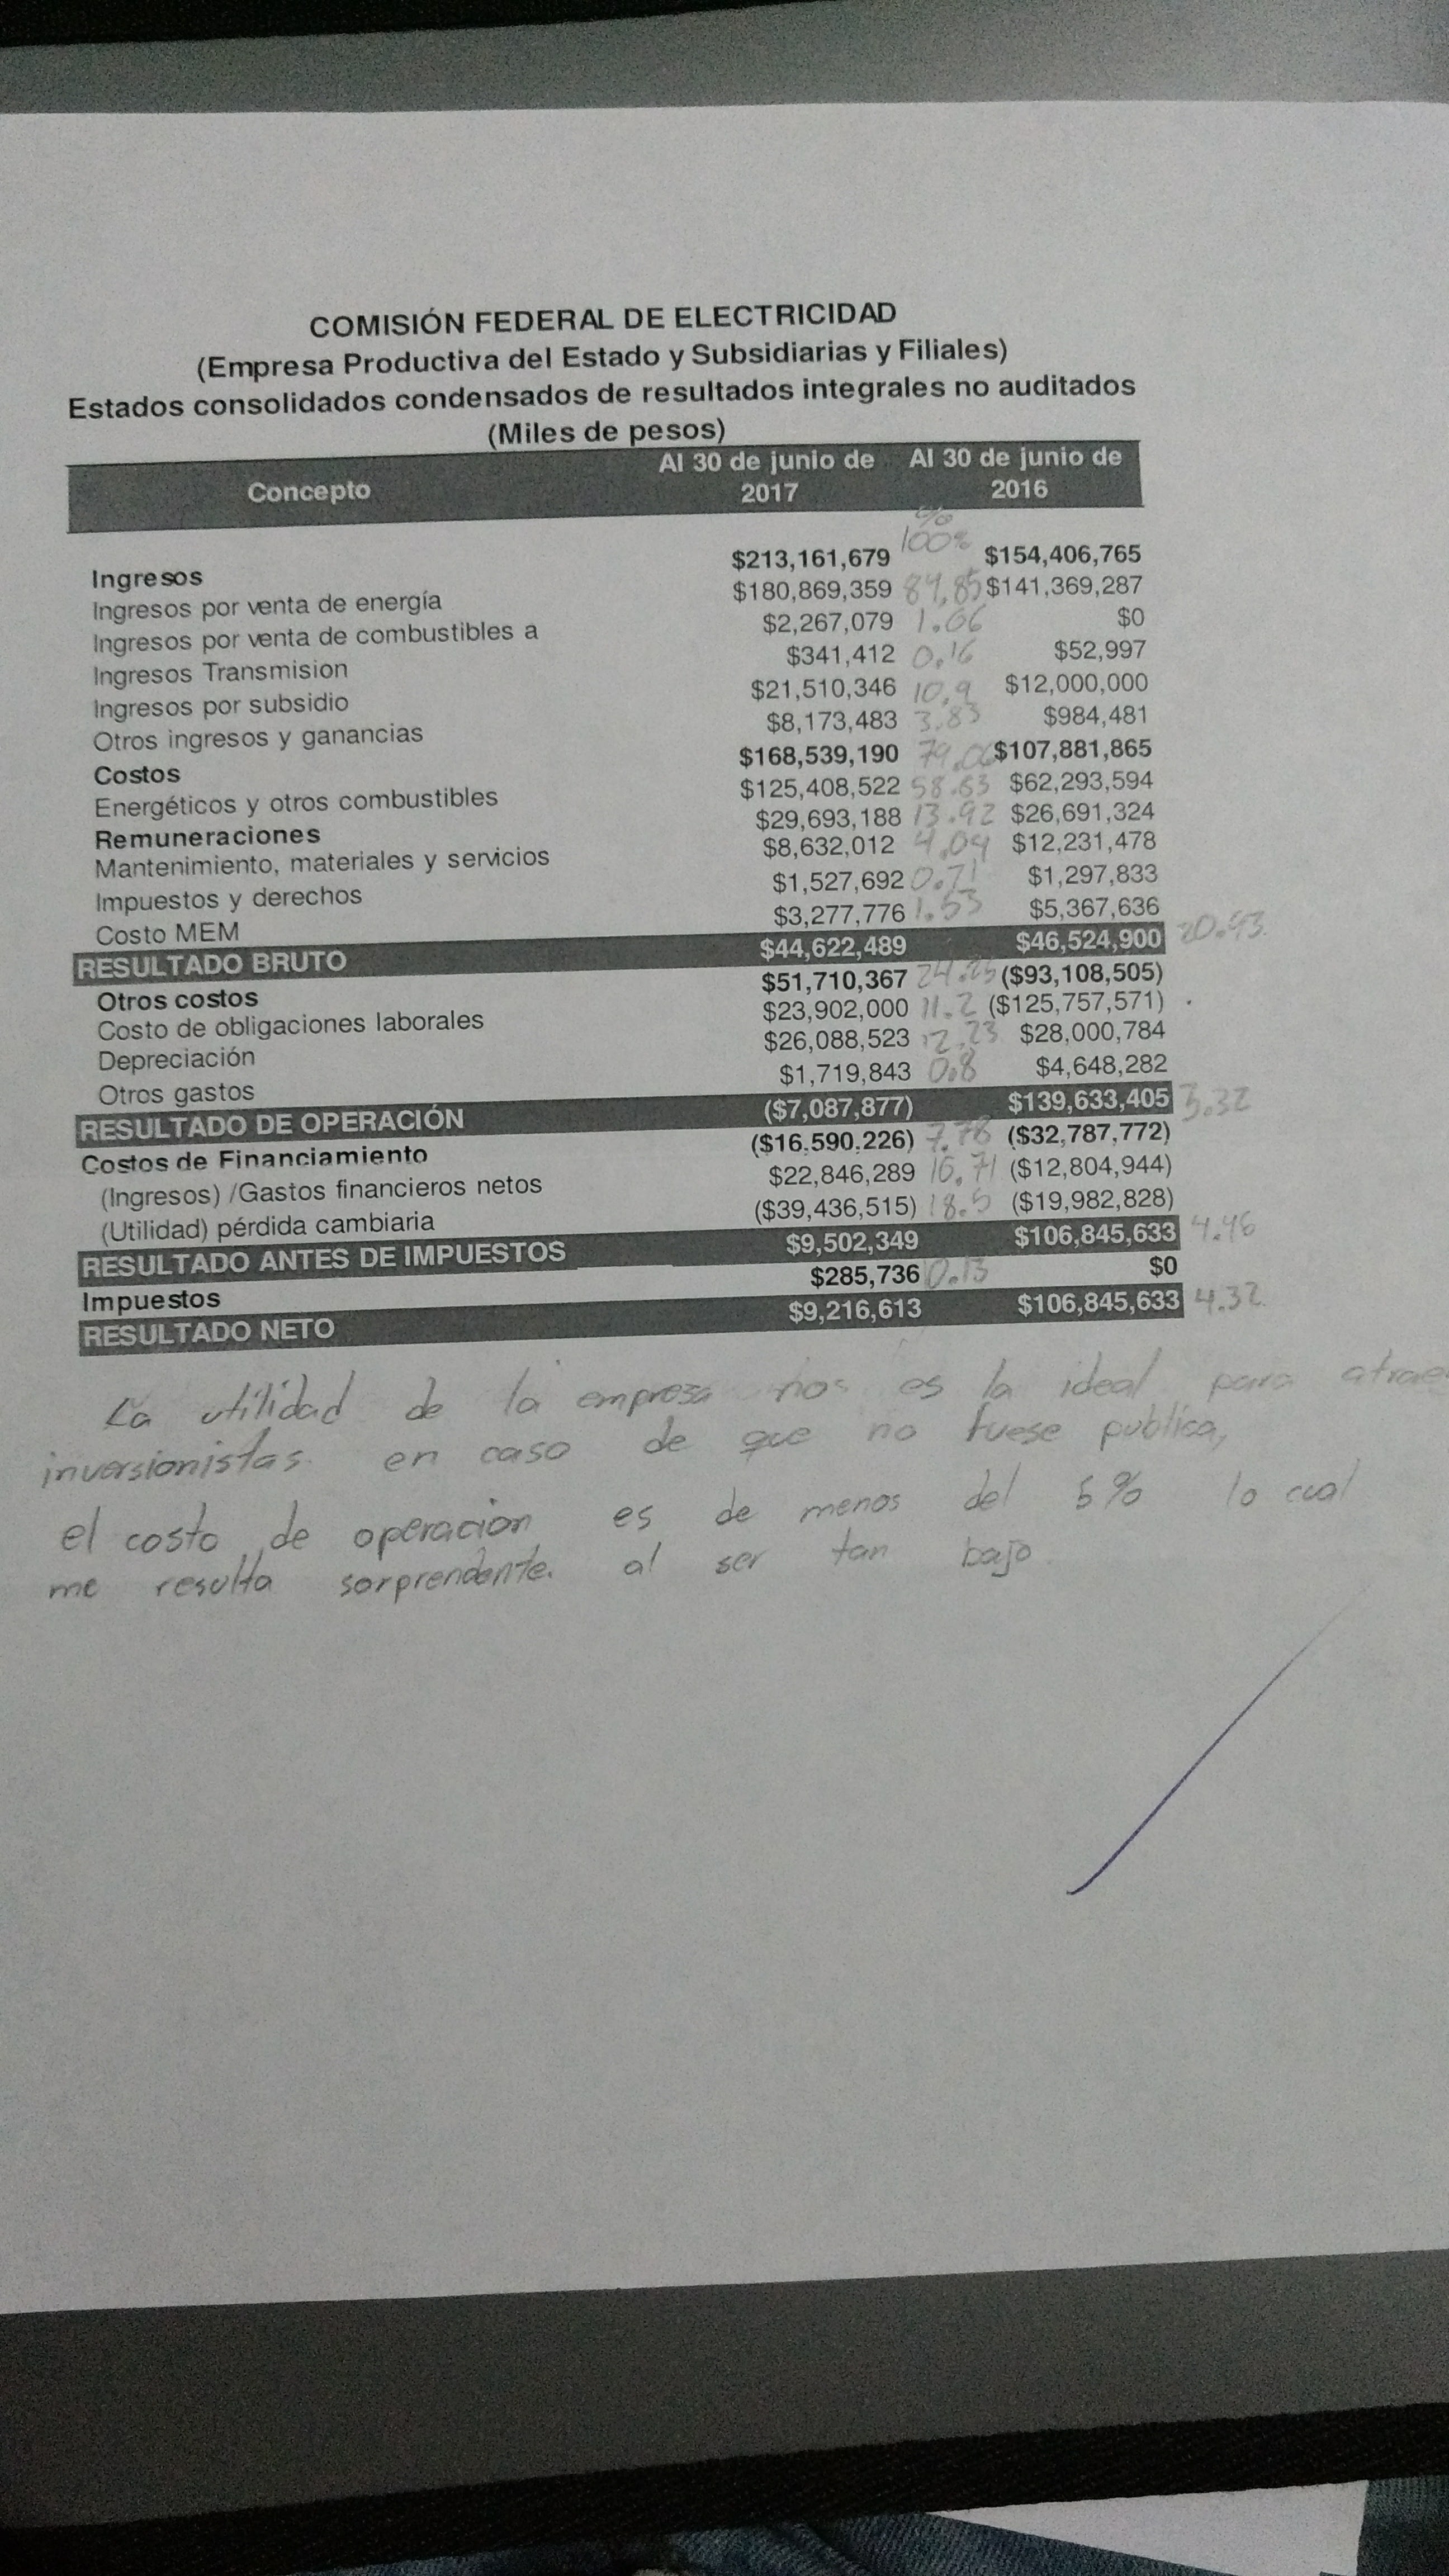 COMISIÓN FEDERAL DE ELECTRICIDAD
(Empresa Productiva del Estado y Subsidiarias y Filiales)
Estados consolidados condensados de resultados integrales no auditados
(Miles de pesos)
Concepto Al 30 de junio de 2017 Al 30 de junio de 2016
%
Ingresos $213,161,679 100% $154,406,765
Ingresos por venta de energía $180,869,359 84,85 $141,369,287
Ingresos por venta de combustibles a $2,267,079 1.06 $0
Ingresos Transmision $341,412 0.16 $52,997
Ingresos por subsidio $21,510,346 10.9 $12,000,000
Otros ingresos y ganancias $8,173,483 3.83 $984,481
Costos $168,539,190 79.06 $107,881,865
Energéticos y otros combustibles $125,408,522 58.83 $62,293,594
Remuneraciones $29,693,188 13.92 $26,691,324
Mantenimiento, materiales y servicios $8,632,012 4.04 $12,231,478
Impuestos y derechos $1,527,692 0.71 $1,297,833
Costo MEM $3,277,776 1.53 $5,367,636
RESULTADO BRUTO $44,622,489 $46,524,900 20.93
Otros costos $51,710,367 24.25 ($93,108,505)
Costo de obligaciones laborales $23,902,000 11.2 ($125,757,571)
Depreciación $26,088,523 12.23 $28,000,784
Otros gastos $1,719,843 0.8 $4,648,282
RESULTADO DE OPERACIÓN ($7,087,877) $139,633,405 3.32
Costos de Financiamiento ($16.590.226) 7.78 ($32,787,772)
(Ingresos) /Gastos financieros netos $22,846,289 10.71 ($12,804,944)
(Utilidad) pérdida cambiaria ($39,436,515) 18.5 ($19,982,828)
RESULTADO ANTES DE IMPUESTOS $9,502,349 $106,845,633 4.46
Impuestos $285,736 0.13 $0
RESULTADO NETO $9,216,613 $106,845,633 4.32
La utilidad de la empresa nos es la ideal para atrae
inversionistas. en caso de que no fuese publica,
el costo de operacion es de menos del 5% lo cual
me resulta sorprendente. al ser tan bajo.